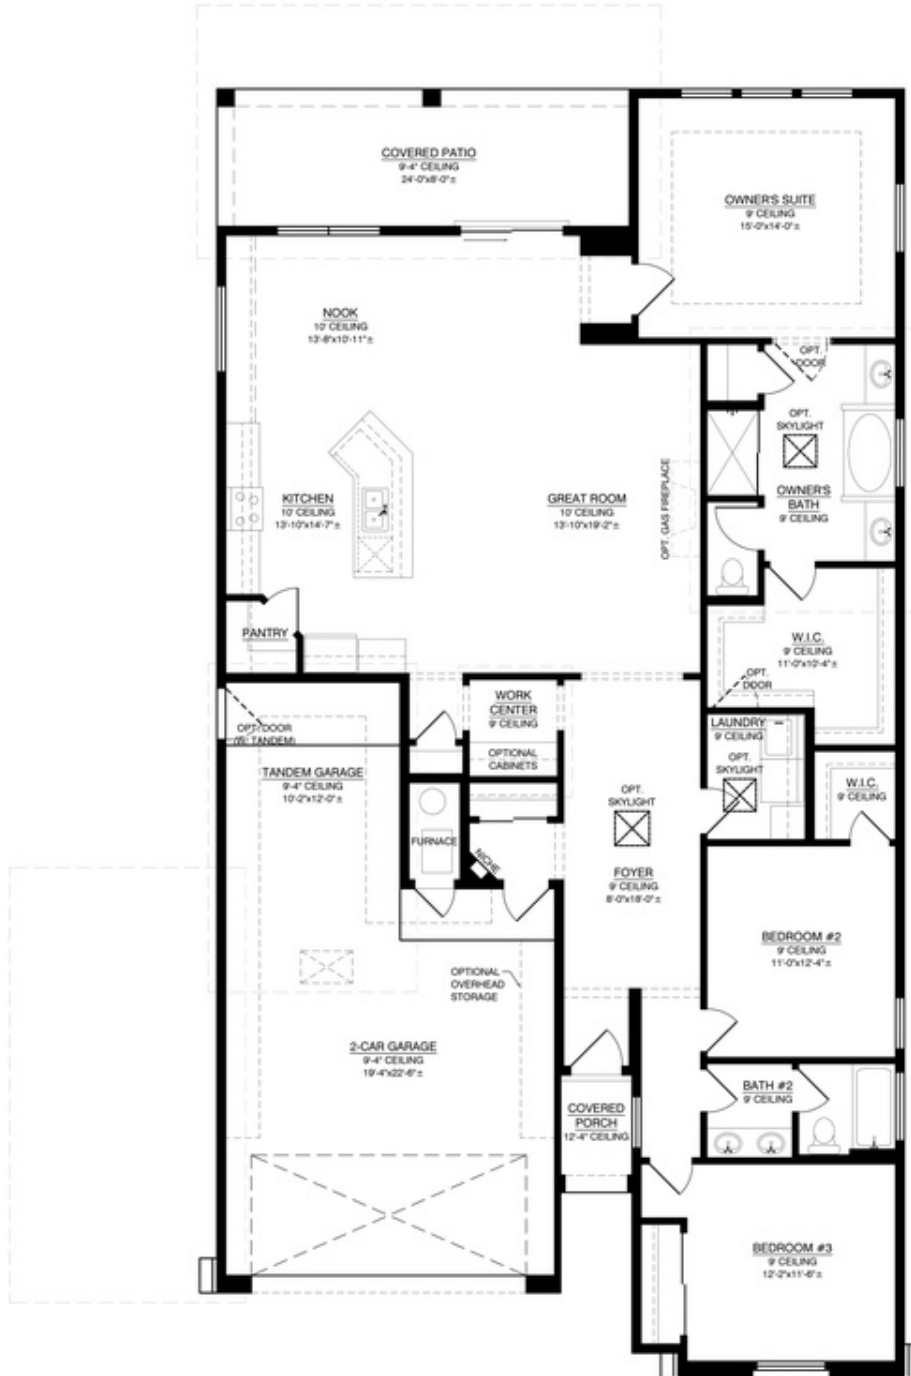 COVERED PATIO
9'-4" CEILING
24'-0"x8'-0"±
OWNER'S SUITE
9' CEILING
15'-0"x14'-0"±
NOOK
10' CEILING
13'-8"x10'-11"±
OPT.
DOOR
OPT.
SKYLIGHT
OWNER'S
BATH
9' CEILING
KITCHEN
10' CEILING
13'-10"x14'-7"±
GREAT ROOM
10' CEILING
13'-10"x19'-2"±
OPT. GAS FIREPLACE
PANTRY
W.I.C.
9' CEILING
11'-0"x10'-4"±
OPT.
DOOR
WORK
CENTER
9' CEILING
OPTIONAL
CABINETS
LAUNDRY
9' CEILING
OPT.
SKYLIGHT
OPT. DOOR
(W/ TANDEM)
TANDEM GARAGE
9'-4" CEILING
10'-2"x12'-0"±
W.I.C.
9' CEILING
OPT.
SKYLIGHT
FURNACE
NICHE
FOYER
9' CEILING
8'-0"x18'-0"±
BEDROOM #2
9' CEILING
11'-0"x12'-4"±
OPTIONAL
OVERHEAD
STORAGE
2-CAR GARAGE
9'-4" CEILING
19'-4"x22'-6"±
BATH #2
9' CEILING
COVERED
PORCH
12'-4" CEILING
BEDROOM #3
9' CEILING
12'-2"x11'-6"±